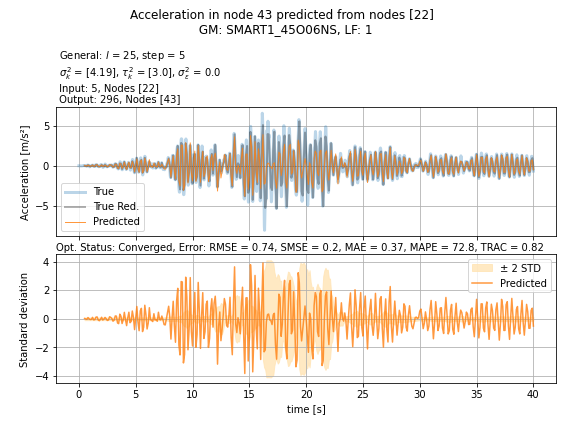 Acceleration in node 43 predicted from nodes [22]
GM: SMART1_45O06NS, LF: 1
General: l = 25, step = 5
σ²ₖ = [4.19], τ²ₖ = [3.0], σ²ε = 0.0
Input: 5, Nodes [22]
Output: 296, Nodes [43]
Acceleration [m/s²]
5
0
−5
True
True Red.
Predicted
Opt. Status: Converged, Error: RMSE = 0.74, SMSE = 0.2, MAE = 0.37, MAPE = 72.8, TRAC = 0.82
Standard deviation
4
2
0
−2
−4
± 2 STD
Predicted
0 5 10 15 20 25 30 35 40
time [s]